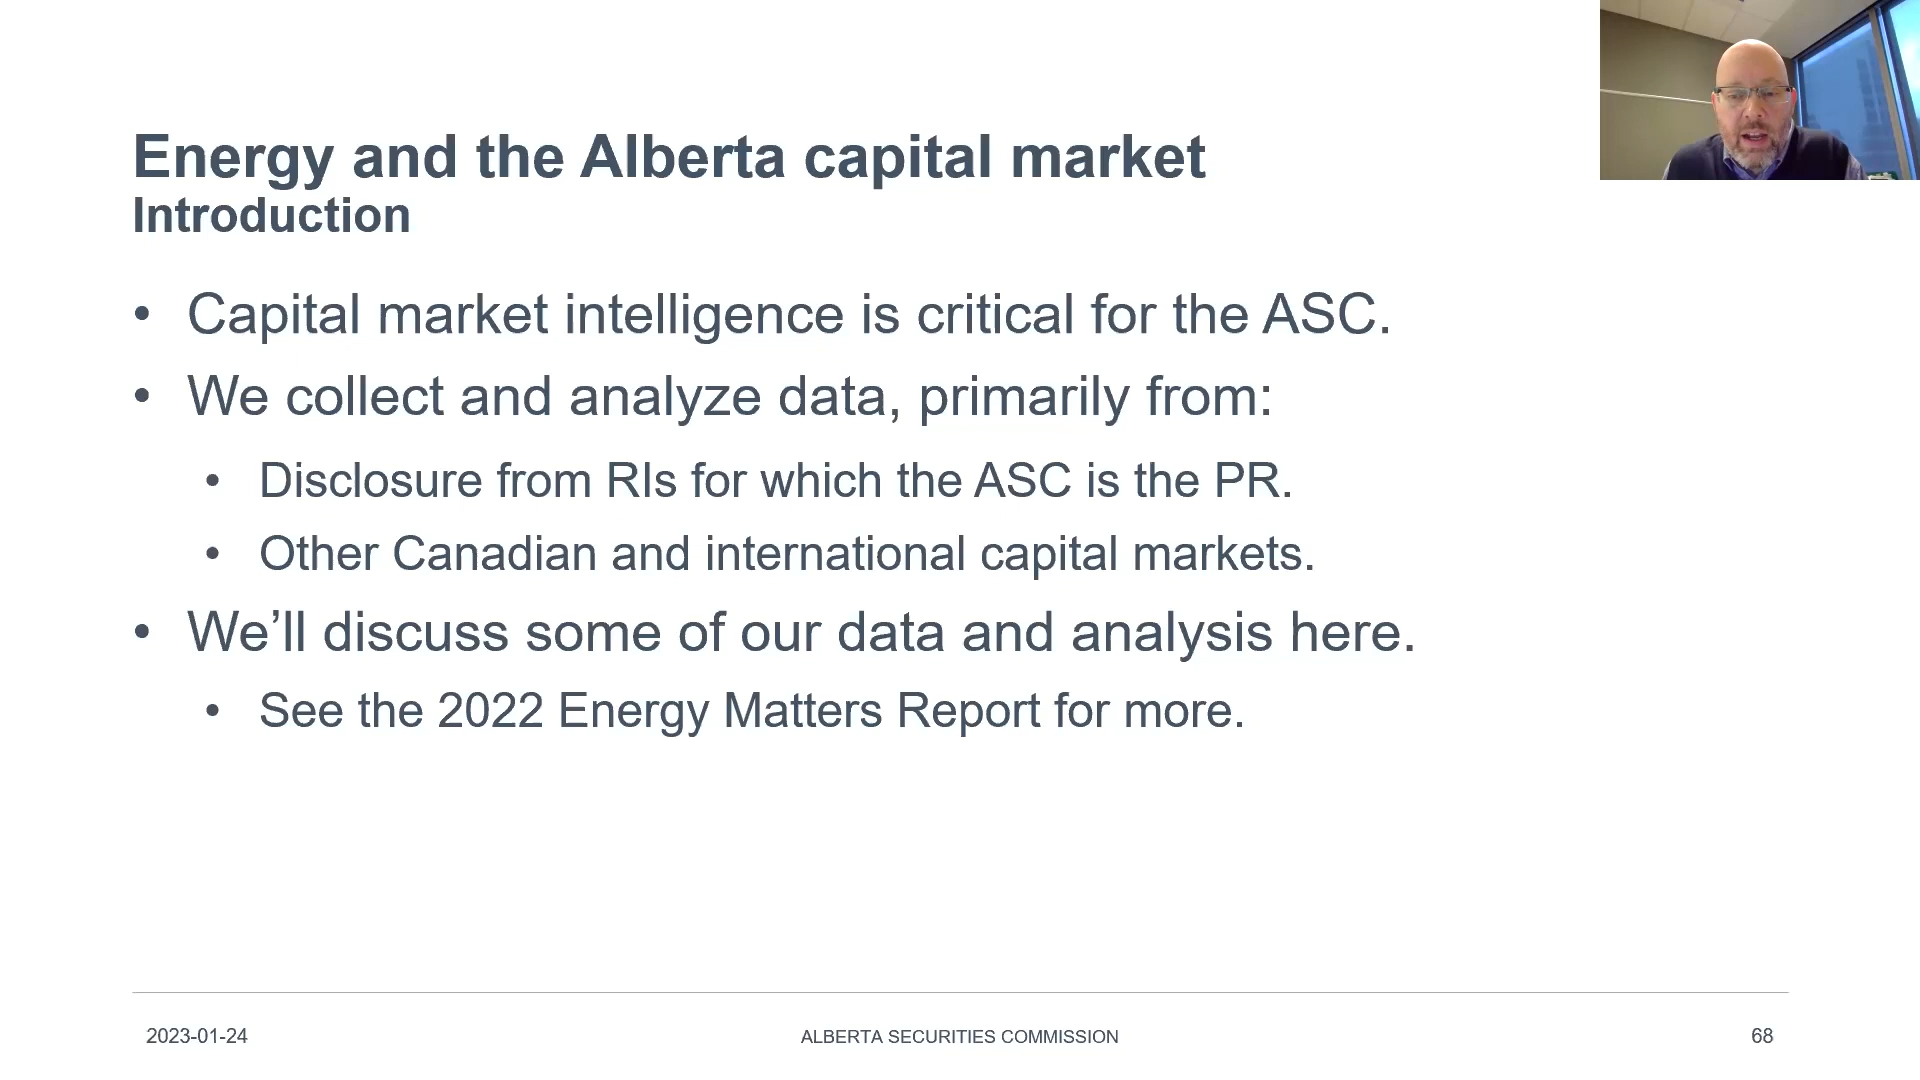 Energy and the Alberta capital market
Introduction
• Capital market intelligence is critical for the ASC.
• We collect and analyze data, primarily from:
• Disclosure from RIs for which the ASC is the PR.
• Other Canadian and international capital markets.
• We’ll discuss some of our data and analysis here.
• See the 2022 Energy Matters Report for more.
2023-01-24
ALBERTA SECURITIES COMMISSION
68